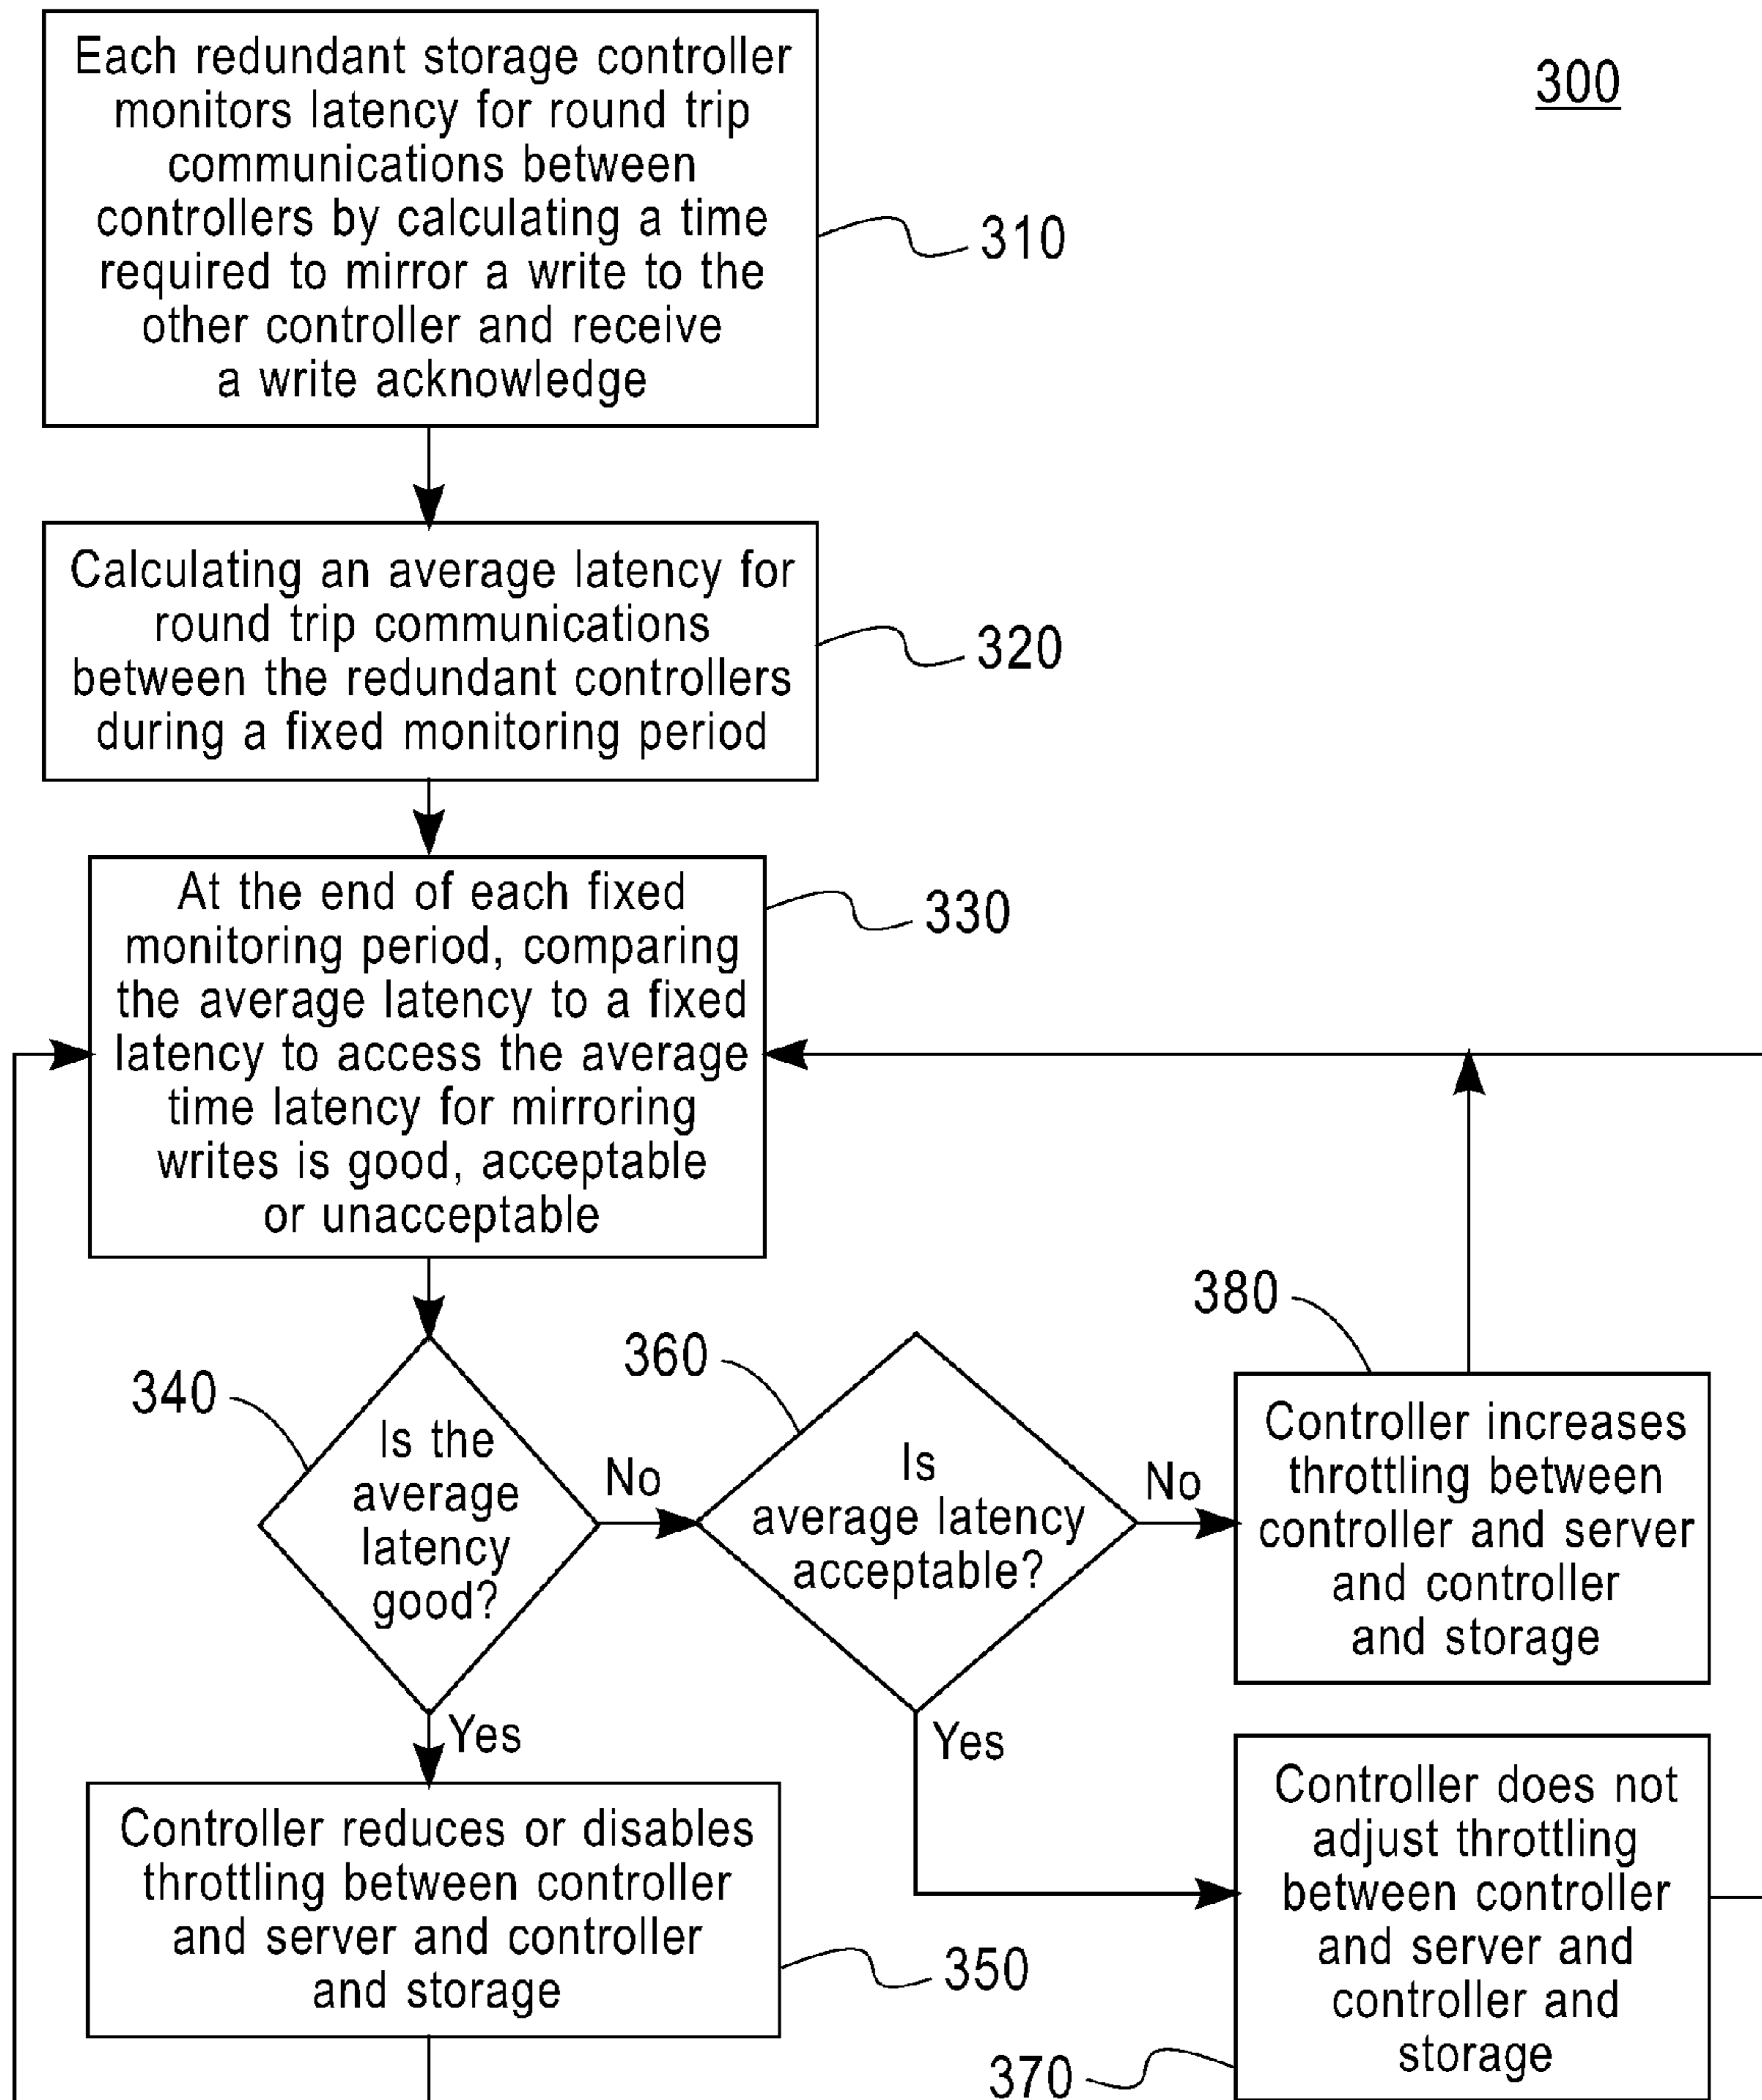 Each redundant storage controller
monitors latency for round trip
communications between
controllers by calculating a time
required to mirror a write to the
other controller and receive
a write acknowledge
300
310
Calculating an average latency for
round trip communications
between the redundant controllers
during a fixed monitoring period
320
At the end of each fixed
monitoring period, comparing
the average latency to a fixed
latency to access the average
time latency for mirroring
writes is good, acceptable
or unacceptable
330
340
Is the
average
latency
good?
No
Yes
360
Is
average latency
acceptable?
No
Yes
380
Controller increases
throttling between
controller and server
and controller
and storage
Controller reduces or disables
throttling between controller
and server and controller
and storage
350
Controller does not
adjust throttling
between controller
and server and
controller and
storage
370